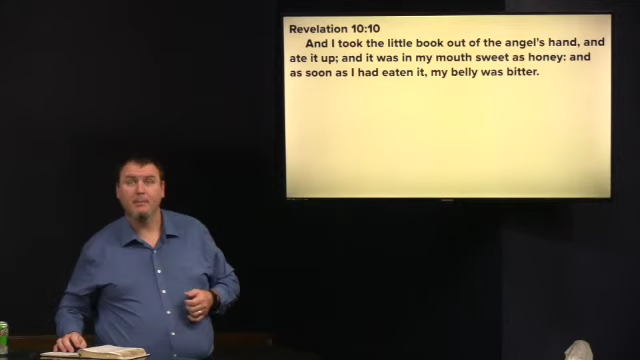 Revelation 10:10
And I took the little book out of the angel's hand, and
ate it up; and it was in my mouth sweet as honey: and
as soon as I had eaten it, my belly was bitter.